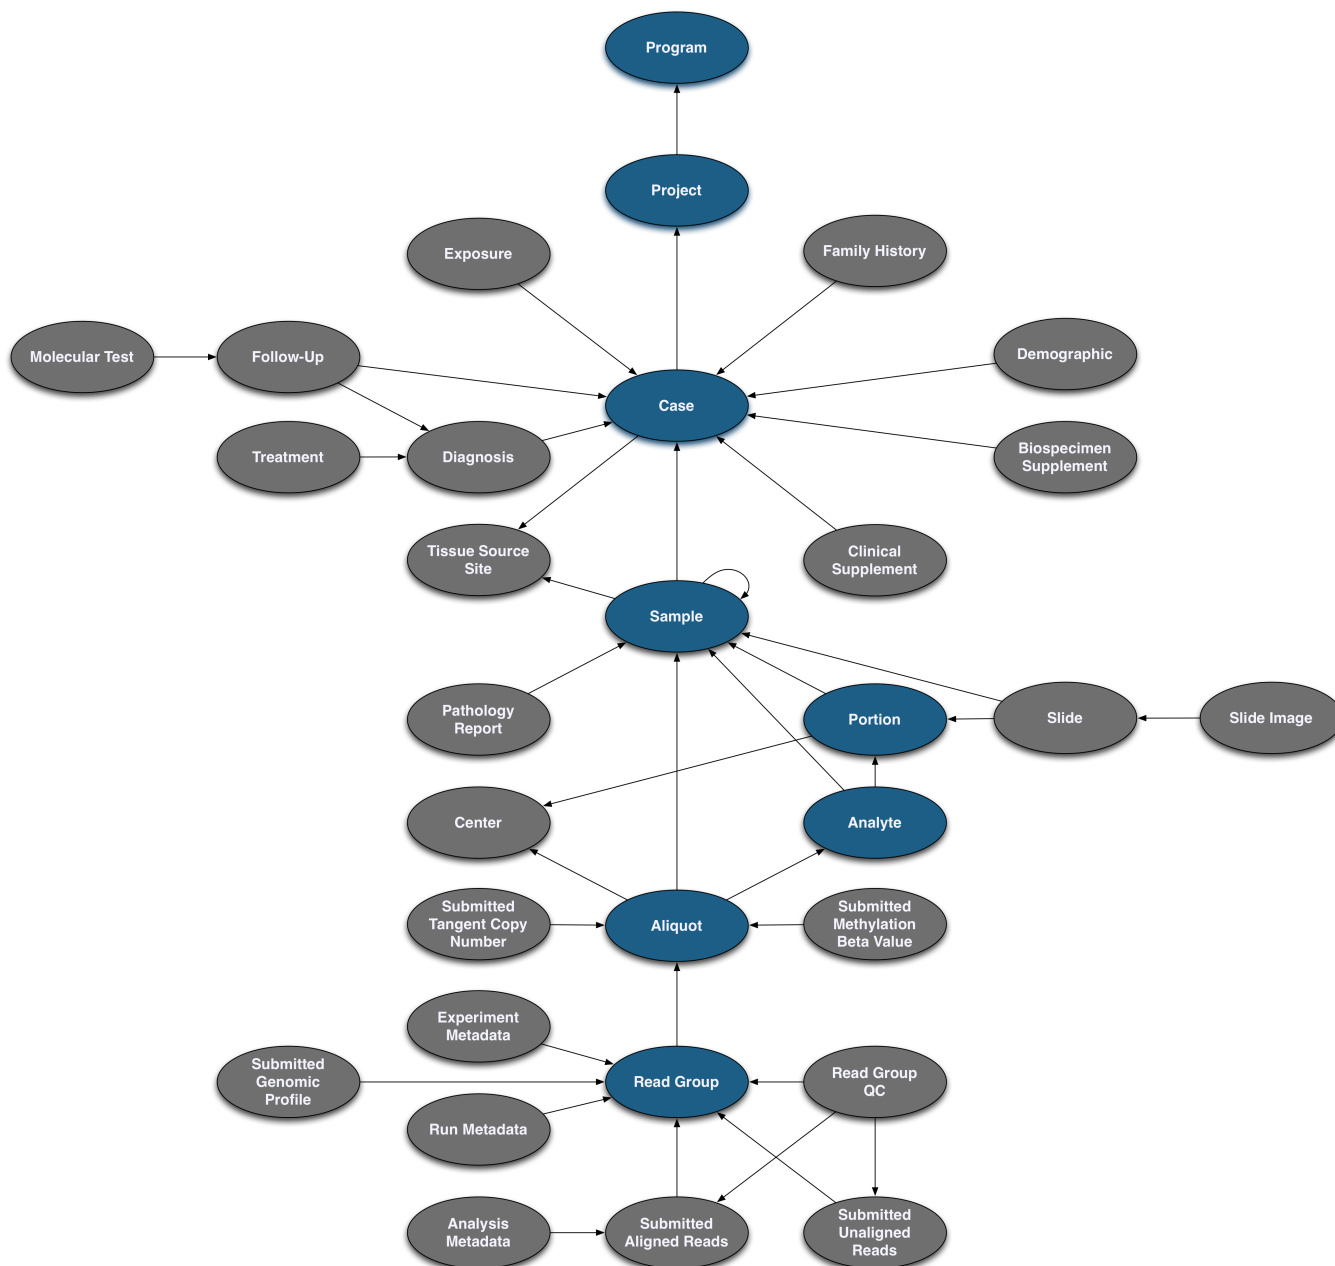 Program
Project
Exposure
Family History
Molecular Test
Follow-Up
Demographic
Case
Treatment
Diagnosis
Biospecimen
Supplement
Tissue Source
Site
Clinical
Supplement
Sample
Pathology
Report
Portion
Slide
Slide Image
Center
Analyte
Submitted
Tangent Copy
Number
Aliquot
Submitted
Methylation
Beta Value
Experiment
Metadata
Submitted
Genomic
Profile
Read Group
Read Group
QC
Run Metadata
Analysis
Metadata
Submitted
Aligned Reads
Submitted
Unaligned
Reads